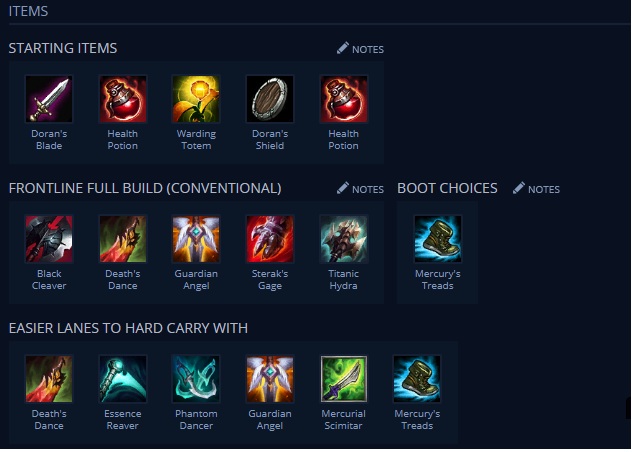 ITEMS
STARTING ITEMS NOTES
Doran's Health Warding Doran's Health
Blade Potion Totem Shield Potion
FRONTLINE FULL BUILD (CONVENTIONAL) NOTES BOOT CHOICES NOTES
Black Death's Guardian Sterak's Titanic Mercury's
Cleaver Dance Angel Gage Hydra Treads
EASIER LANES TO HARD CARRY WITH
Death's Essence Phantom Guardian Mercurial Mercury's
Dance Reaver Dancer Angel Scimitar Treads